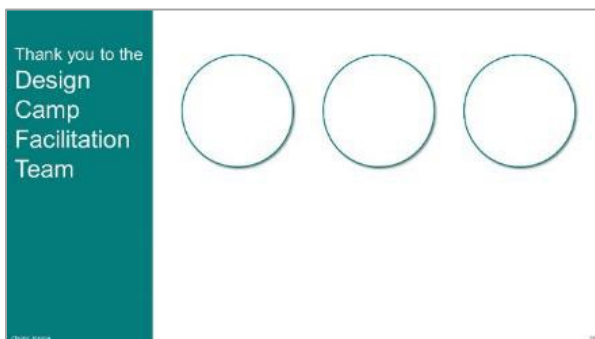 Thank you to the
Design
Camp
Facilitation
Team